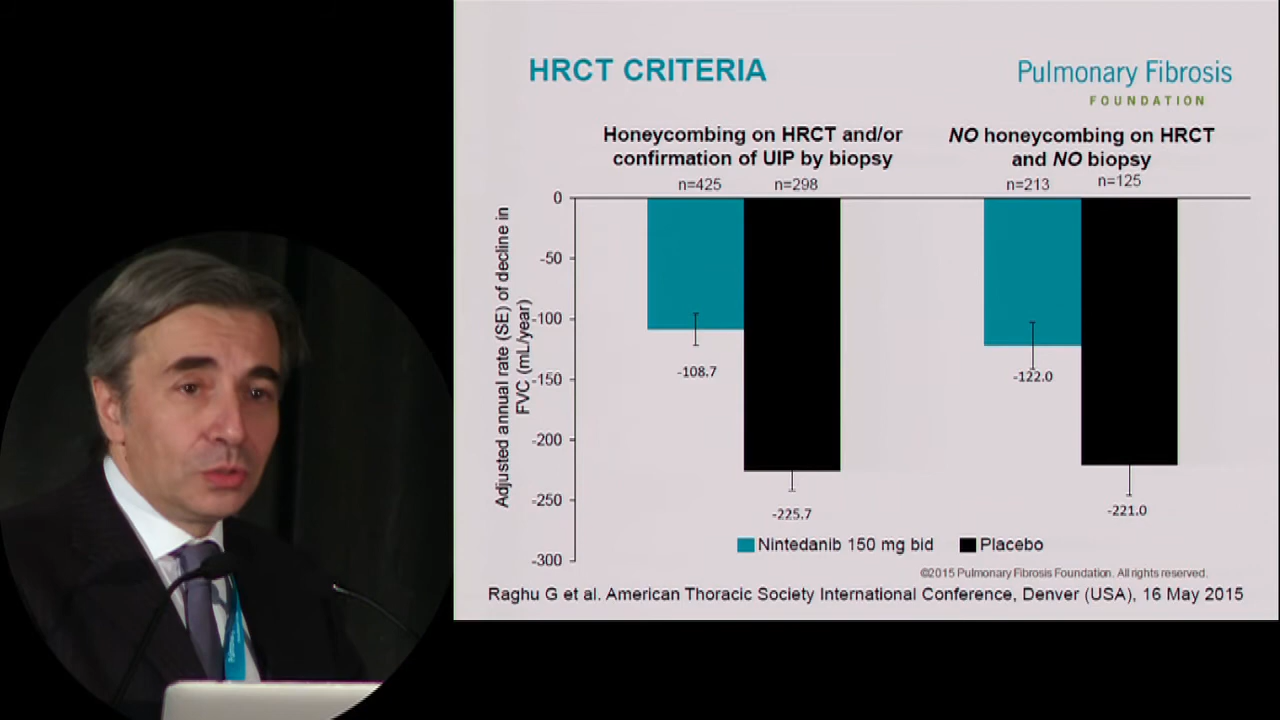 HRCT CRITERIA
Pulmonary Fibrosis
FOUNDATION
Honeycombing on HRCT and/or
confirmation of UIP by biopsy
NO honeycombing on HRCT
and NO biopsy
n=425
n=298
n=213
n=125
Adjusted annual rate (SE) of decline in
FVC (mL/year)
0
-50
-100
-150
-200
-250
-300
-108.7
-225.7
-122.0
-221.0
Nintedanib 150 mg bid
Placebo
©2015 Pulmonary Fibrosis Foundation. All rights reserved.
Raghu G et al. American Thoracic Society International Conference, Denver (USA), 16 May 2015